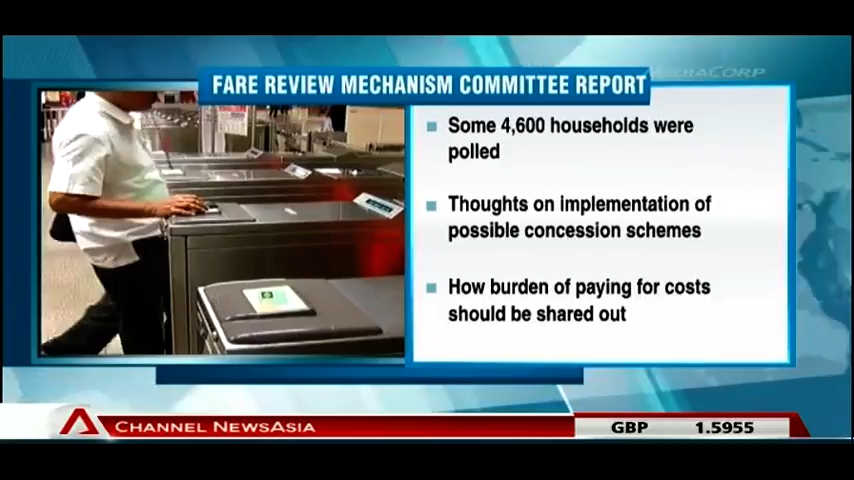 MEDIACORP
FARE REVIEW MECHANISM COMMITTEE REPORT
Some 4,600 households were
polled
Thoughts on implementation of
possible concession schemes
How burden of paying for costs
should be shared out
CHANNEL NEWSASIA
GBP 1.5955